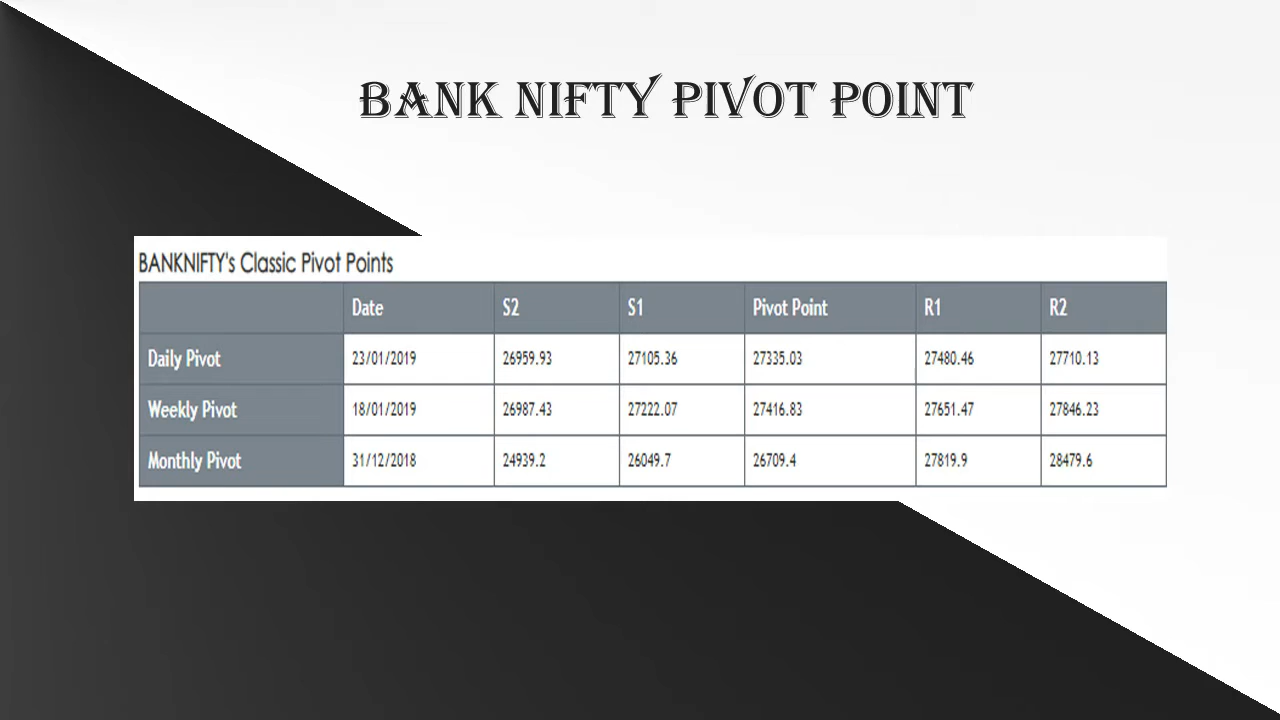 BANK NIFTY PIVOT POINT
BANKNIFTY's Classic Pivot Points
Date S2 S1 Pivot Point R1 R2
Daily Pivot 23/01/2019 26959.93 27105.36 27335.03 27480.46 27710.13
Weekly Pivot 18/01/2019 26987.43 27222.07 27416.83 27651.47 27846.23
Monthly Pivot 31/12/2018 24939.2 26049.7 26709.4 27819.9 28479.6